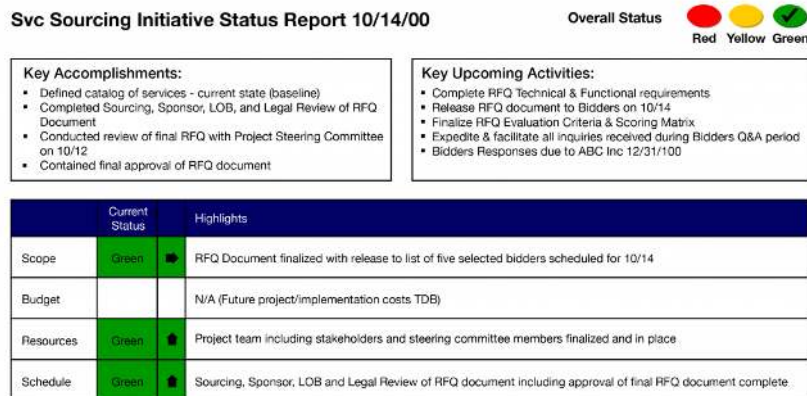 Svc Sourcing Initiative Status Report 10/14/00
Overall Status
Red Yellow Green
Key Accomplishments:
▪ Defined catalog of services - current state (baseline)
▪ Completed Sourcing, Sponsor, LOB, and Legal Review of RFQ
Document
▪ Conducted review of final RFQ with Project Steering Committee
on 10/12
▪ Contained final approval of RFQ document
Key Upcoming Activities:
▪ Complete RFQ Technical & Functional requirements
▪ Release RFQ document to Bidders on 10/14
▪ Finalize RFQ Evaluation Criteria & Scoring Matrix
▪ Expedite & facilitate all inquiries received during Bidders Q&A period
▪ Bidders Responses due to ABC Inc 12/31/100
Current
Status
Highlights
Scope
Green
RFQ Document finalized with release to list of five selected bidders scheduled for 10/14
Budget
N/A (Future project/implementation costs TDB)
Resources
Green
Project team including stakeholders and steering committee members finalized and in place
Schedule
Green
Sourcing, Sponsor, LOB and Legal Review of RFQ document including approval of final RFQ document complete